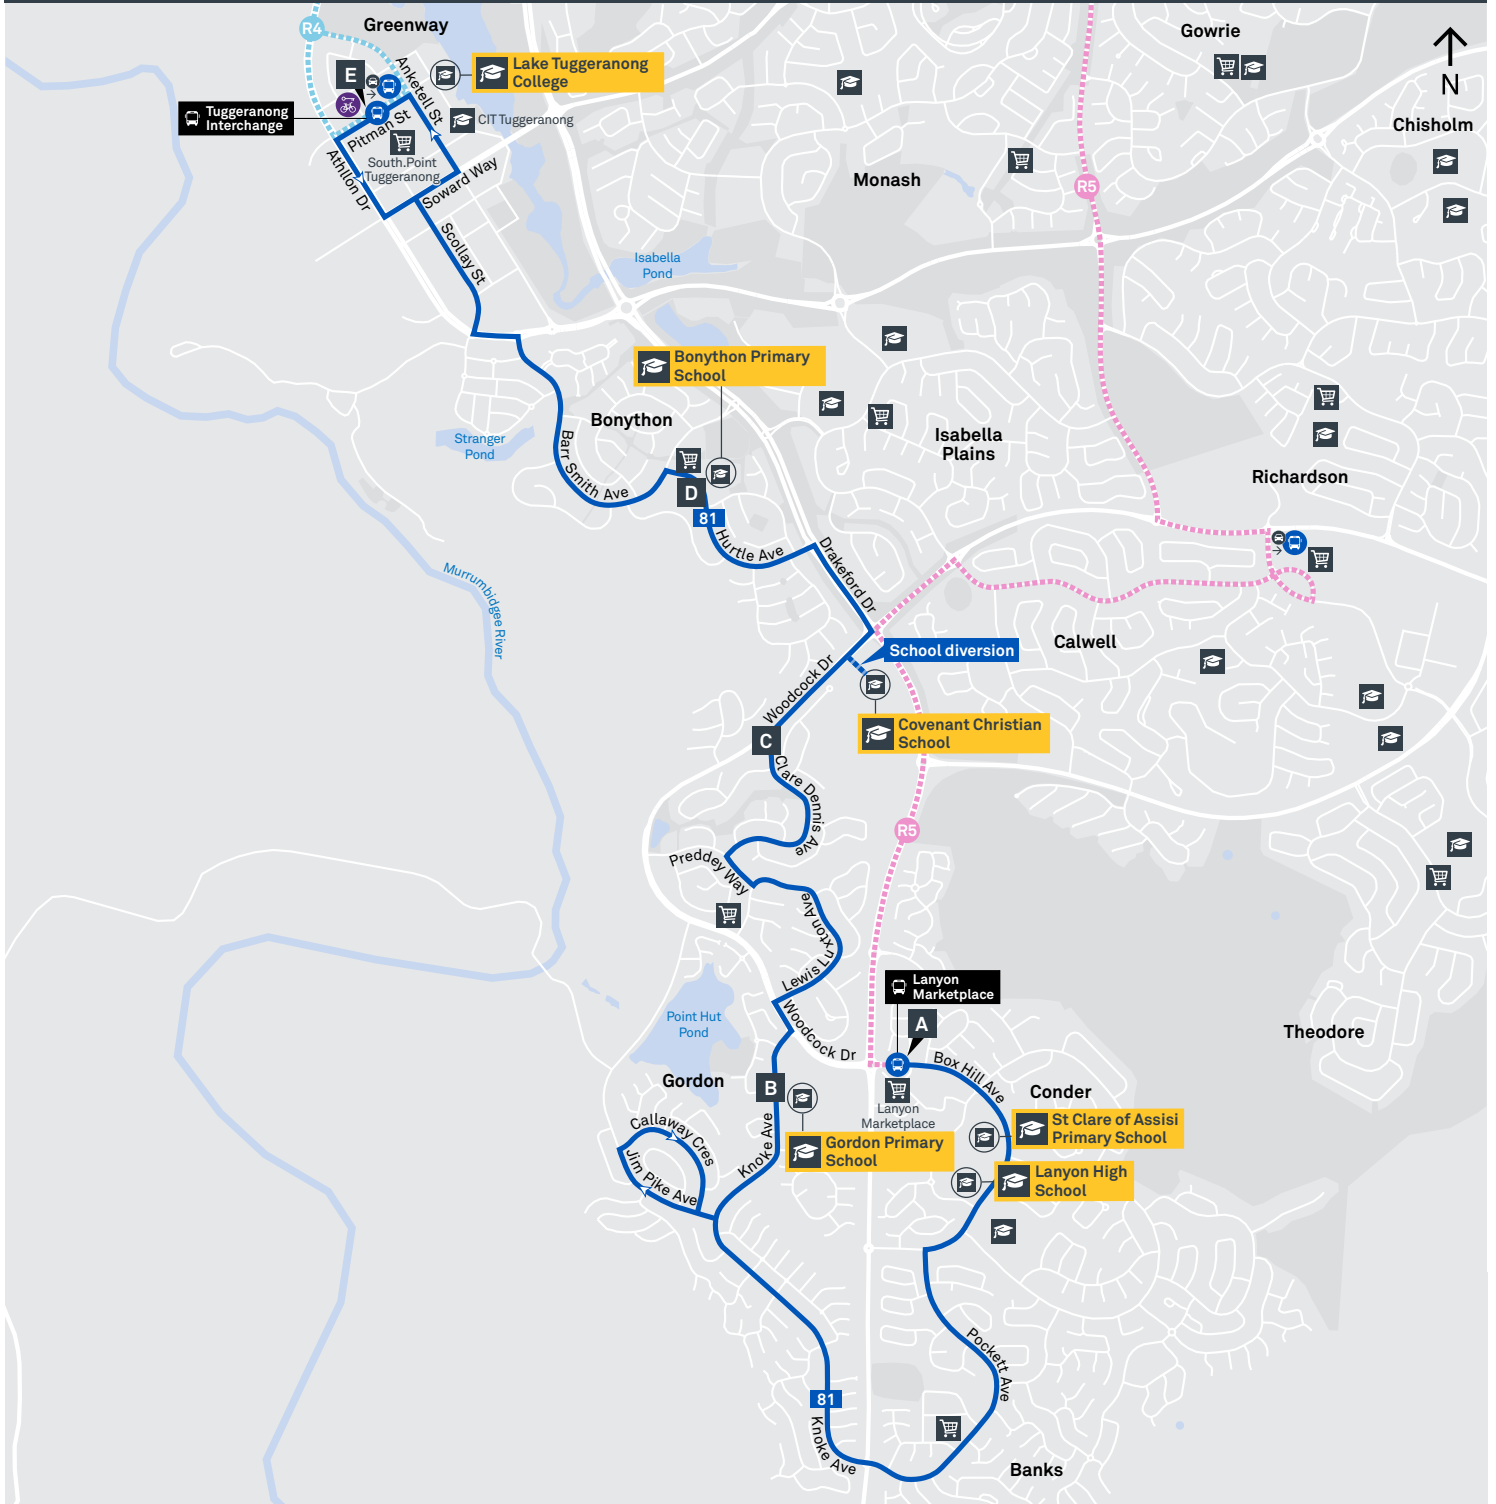 R4
Greenway
Gowrie
N
Chisholm
E
Anketell St
Lake Tuggeranong
College
Tuggeranong
Interchange
Pitman St
CIT Tuggeranong
South.Point
Tuggeranong
Athllon Dr
Soward Way
Monash
R5
Scollay St
Isabella
Pond
Bonython Primary
School
Bonython
Stranger
Pond
Barr Smith Ave
D
81
Hurtle Ave
Isabella
Plains
Richardson
Drakeford Dr
Murrumbidgee River
School diversion
Calwell
Woodcock Dr
Covenant Christian
School
C
Clare Dennis Ave
R5
Preddey Way
Lewis Luxton Ave
Lanyon
Marketplace
A
Point Hut
Pond
Woodcock Dr
Theodore
Box Hill Ave
Gordon
B
Conder
Lanyon
Marketplace
St Clare of Assisi
Primary School
Callaway Cres
Knoke Ave
Gordon Primary
School
Jim Pike Ave
Lanyon High
School
Pockett Ave
81
Knoke Ave
Banks